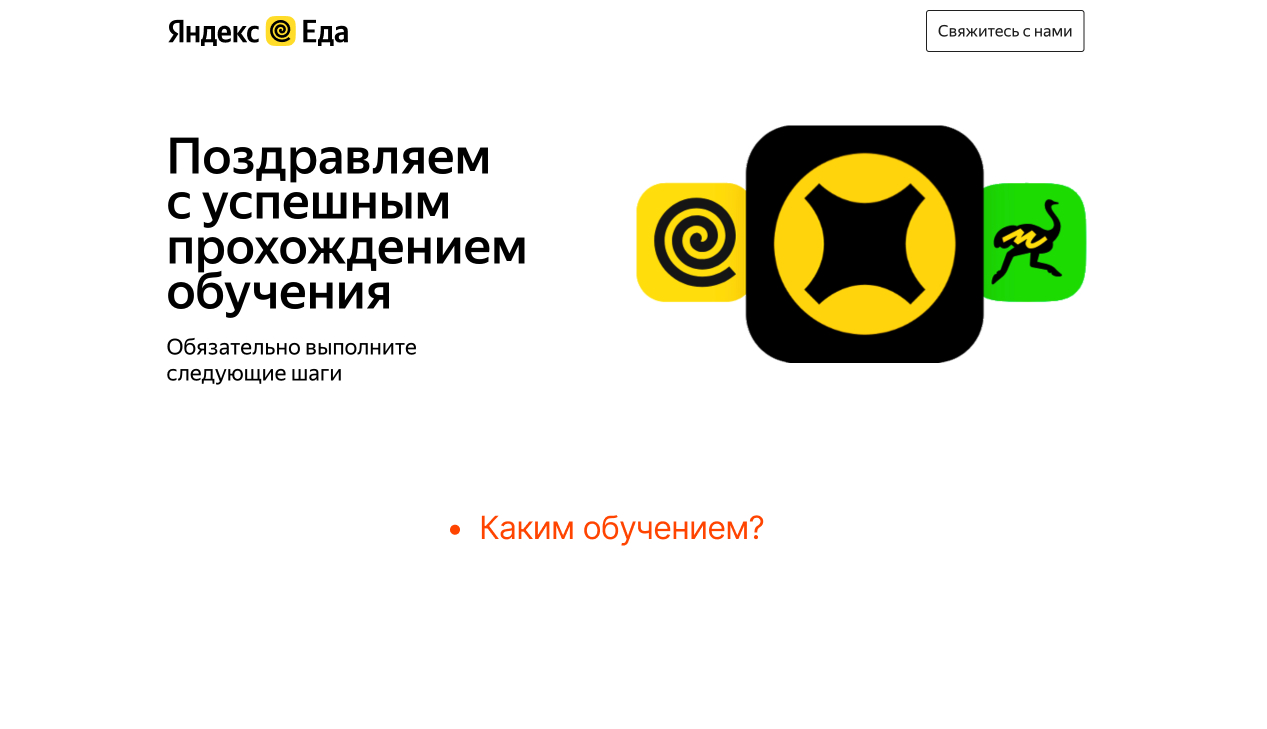 Яндекс Еда
Свяжитесь с нами
Поздравляем
с успешным
прохождением
обучения
Обязательно выполните
следующие шаги
• Каким обучением?